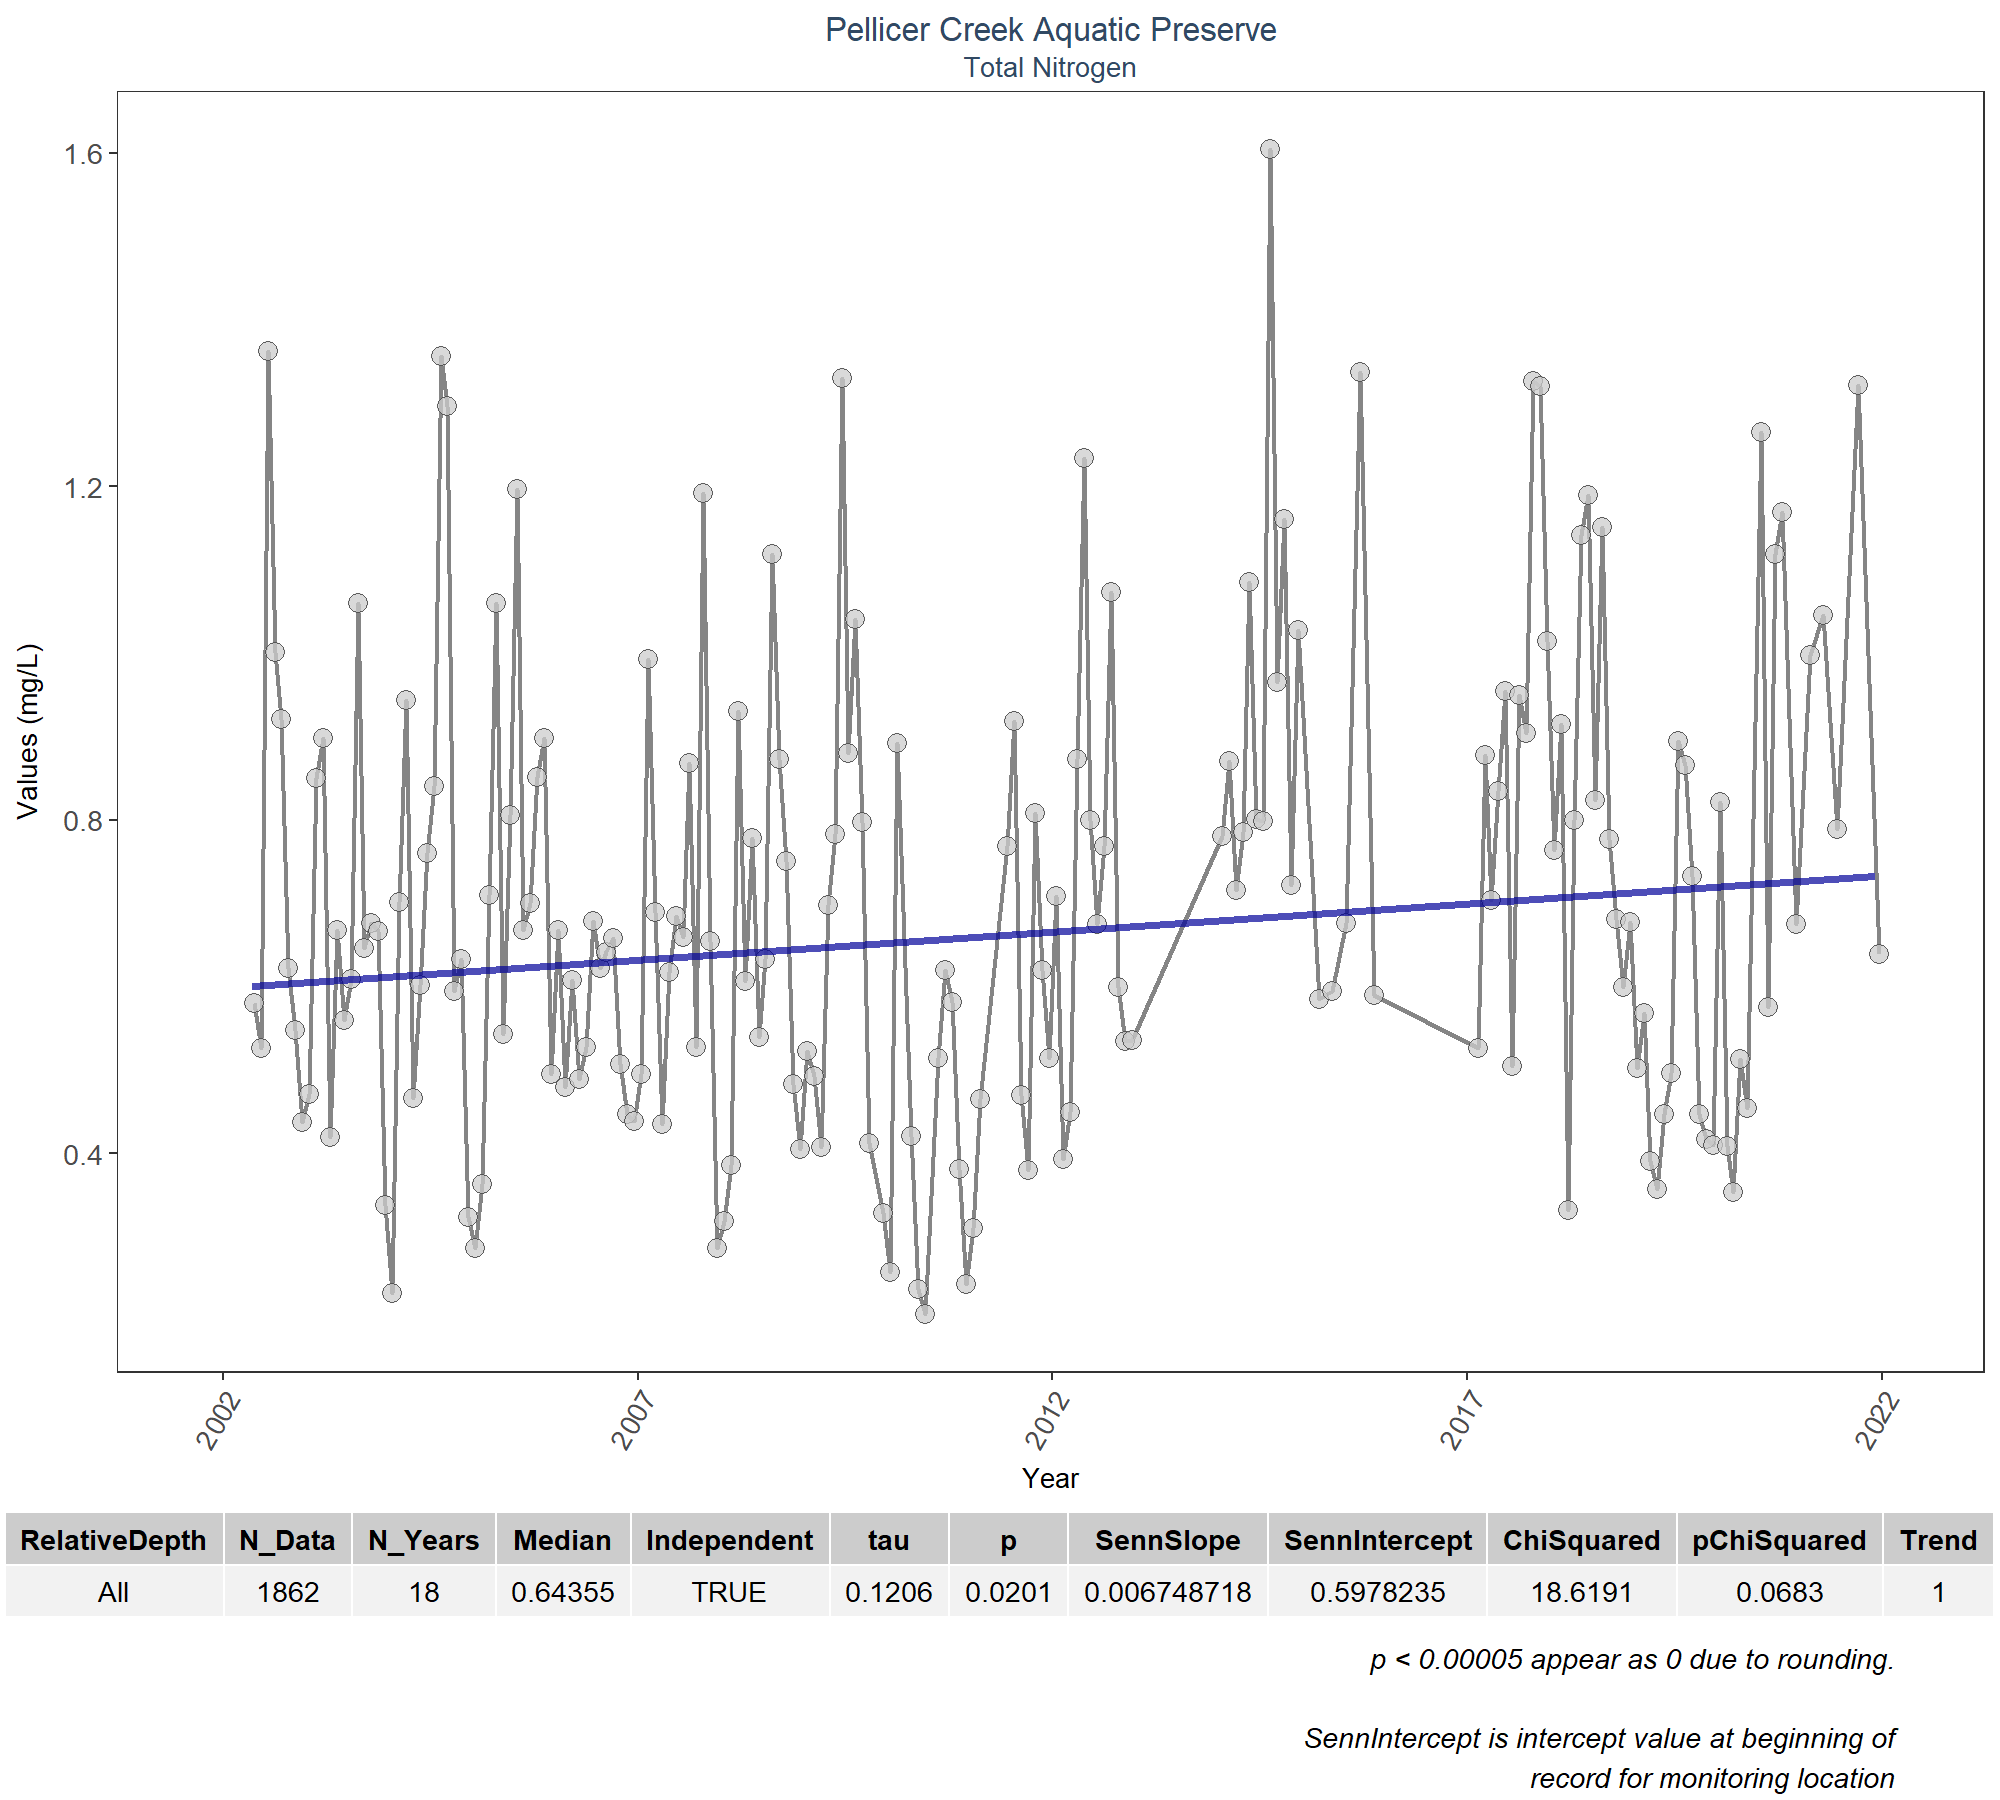 Pellicer Creek Aquatic Preserve
Total Nitrogen
Values (mg/L)
1.6
1.2
0.8
0.4
2002 2007 2012 2017 2022
Year
RelativeDepth N_Data N_Years Median Independent tau p SennSlope SennIntercept ChiSquared pChiSquared Trend
All 1862 18 0.64355 TRUE 0.1206 0.0201 0.006748718 0.5978235 18.6191 0.0683 1
p < 0.00005 appear as 0 due to rounding.
SennIntercept is intercept value at beginning of
record for monitoring location